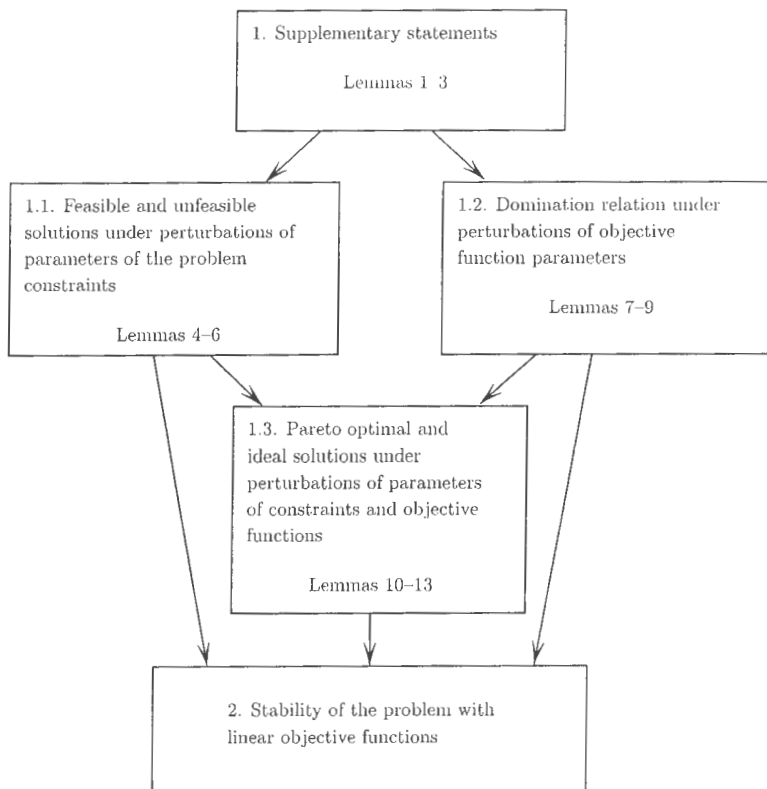 1. Supplementary statements
Lemmas 1–3
1.1. Feasible and unfeasible
solutions under perturbations of
parameters of the problem
constraints
Lemmas 4–6
1.2. Domination relation under
perturbations of objective
function parameters
Lemmas 7–9
1.3. Pareto optimal and
ideal solutions under
perturbations of parameters
of constraints and objective
functions
Lemmas 10–13
2. Stability of the problem with
linear objective functions